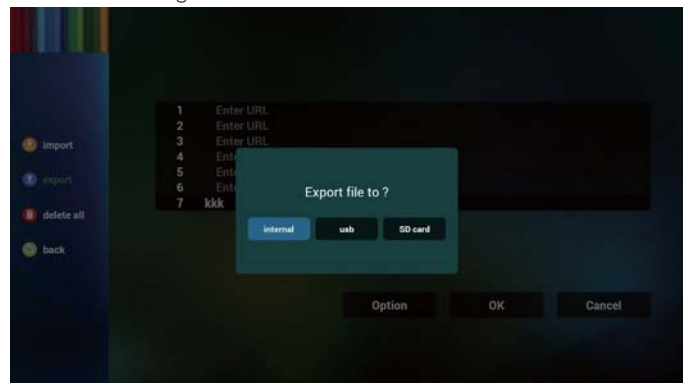 import
export
delete all
back
1 Enter URL
2 Enter URL
3 Enter URL
4 Ente
5 Ent
6 Ent
7 kkk
Export file to ?
internal usb SD card
Option OK Cancel